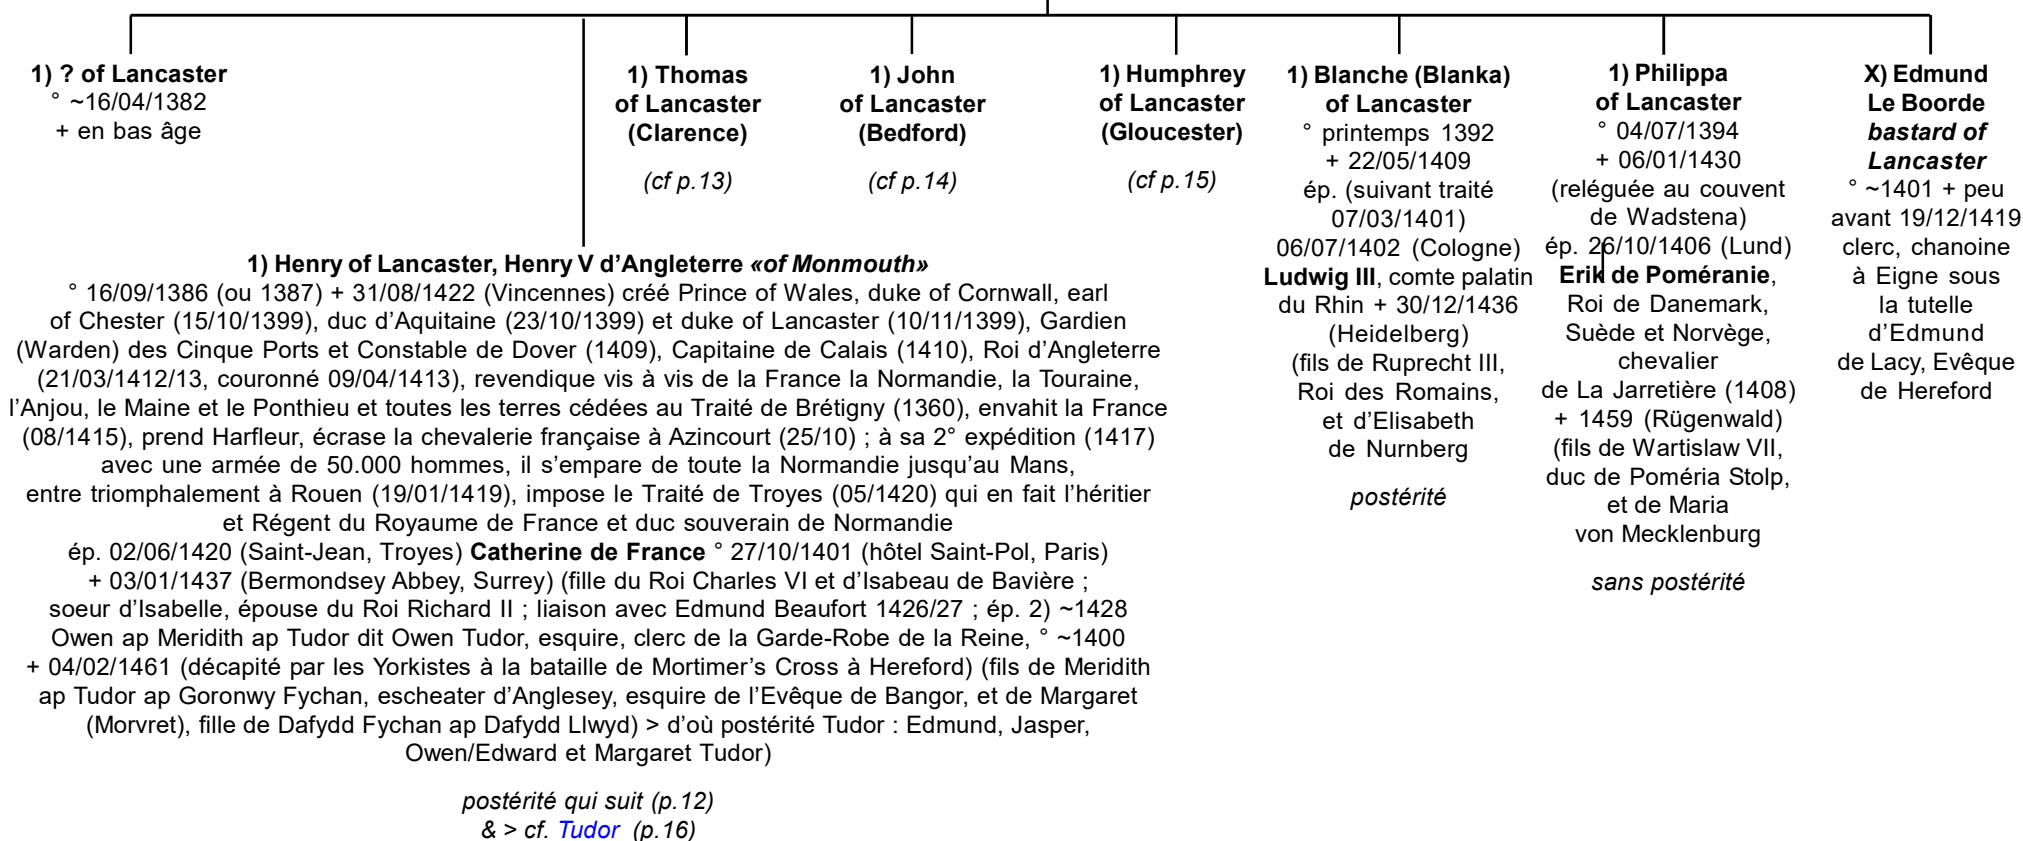 1) ? of Lancaster
° ~16/04/1382
+ en bas âge
1) Thomas
of Lancaster
(Clarence)
(cf p.13)
1) John
of Lancaster
(Bedford)
(cf p.14)
1) Humphrey
of Lancaster
(Gloucester)
(cf p.15)
1) Blanche (Blanka)
of Lancaster
° printemps 1392
+ 22/05/1409
ép. (suivant traité
07/03/1401)
06/07/1402 (Cologne)
Ludwig III, comte palatin
du Rhin + 30/12/1436
(Heidelberg)
(fils de Ruprecht III,
Roi des Romains,
et d’Elisabeth
de Nurnberg
postérité
1) Philippa
of Lancaster
° 04/07/1394
+ 06/01/1430
(reléguée au couvent
de Wadstena)
ép. 26/10/1406 (Lund)
Erik de Poméranie,
Roi de Danemark,
Suède et Norvège,
chevalier
de La Jarretière (1408)
+ 1459 (Rügenwald)
(fils de Wartislaw VII,
duc de Poméria Stolp,
et de Maria
von Mecklenburg
sans postérité
X) Edmund
Le Boorde
bastard of
Lancaster
° ~1401 + peu
avant 19/12/1419
clerc, chanoine
à Eigne sous
la tutelle
d’Edmund
de Lacy, Evêque
de Hereford
1) Henry of Lancaster, Henry V d’Angleterre «of Monmouth»
° 16/09/1386 (ou 1387) + 31/08/1422 (Vincennes) créé Prince of Wales, duke of Cornwall, earl
of Chester (15/10/1399), duc d’Aquitaine (23/10/1399) et duke of Lancaster (10/11/1399), Gardien
(Warden) des Cinque Ports et Constable de Dover (1409), Capitaine de Calais (1410), Roi d’Angleterre
(21/03/1412/13, couronné 09/04/1413), revendique vis à vis de la France la Normandie, la Touraine,
l’Anjou, le Maine et le Ponthieu et toutes les terres cédées au Traité de Brétigny (1360), envahit la France
(08/1415), prend Harfleur, écrase la chevalerie française à Azincourt (25/10) ; à sa 2° expédition (1417)
avec une armée de 50.000 hommes, il s’empare de toute la Normandie jusqu’au Mans,
entre triomphalement à Rouen (19/01/1419), impose le Traité de Troyes (05/1420) qui en fait l’héritier
et Régent du Royaume de France et duc souverain de Normandie
ép. 02/06/1420 (Saint-Jean, Troyes) Catherine de France ° 27/10/1401 (hôtel Saint-Pol, Paris)
+ 03/01/1437 (Bermondsey Abbey, Surrey) (fille du Roi Charles VI et d’Isabeau de Bavière ;
soeur d’Isabelle, épouse du Roi Richard II ; liaison avec Edmund Beaufort 1426/27 ; ép. 2) ~1428
Owen ap Meridith ap Tudor dit Owen Tudor, esquire, clerc de la Garde-Robe de la Reine, ° ~1400
+ 04/02/1461 (décapité par les Yorkistes à la bataille de Mortimer’s Cross à Hereford) (fils de Meridith
ap Tudor ap Goronwy Fychan, escheater d’Anglesey, esquire de l’Evêque de Bangor, et de Margaret
(Morvret), fille de Dafydd Fychan ap Dafydd Llwyd) > d’où postérité Tudor : Edmund, Jasper,
Owen/Edward et Margaret Tudor)
postérité qui suit (p.12)
& > cf. Tudor (p.16)